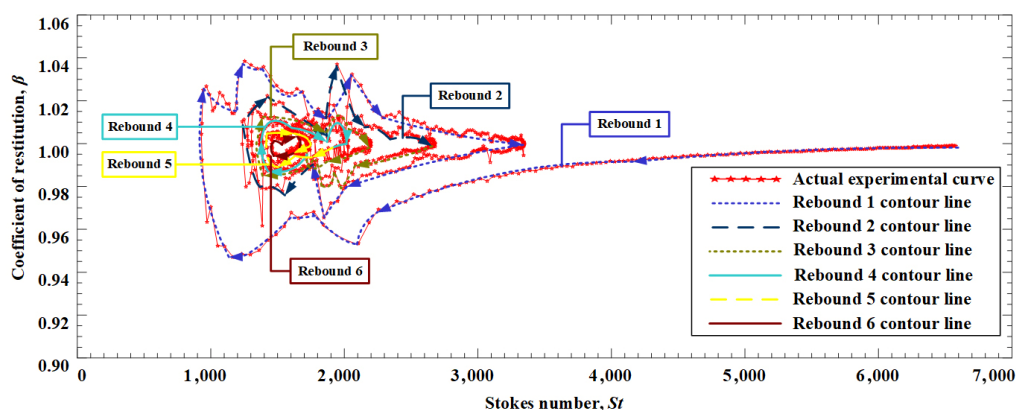 1.06
1.04
1.02
1.00
0.98
0.96
0.94
0.92
0.90
Coefficient of restitution, β
Rebound 3
Rebound 2
Rebound 1
Rebound 4
Rebound 5
Rebound 6
Actual experimental curve
Rebound 1 contour line
Rebound 2 contour line
Rebound 3 contour line
Rebound 4 contour line
Rebound 5 contour line
Rebound 6 contour line
0 1,000 2,000 3,000 4,000 5,000 6,000 7,000
Stokes number, St